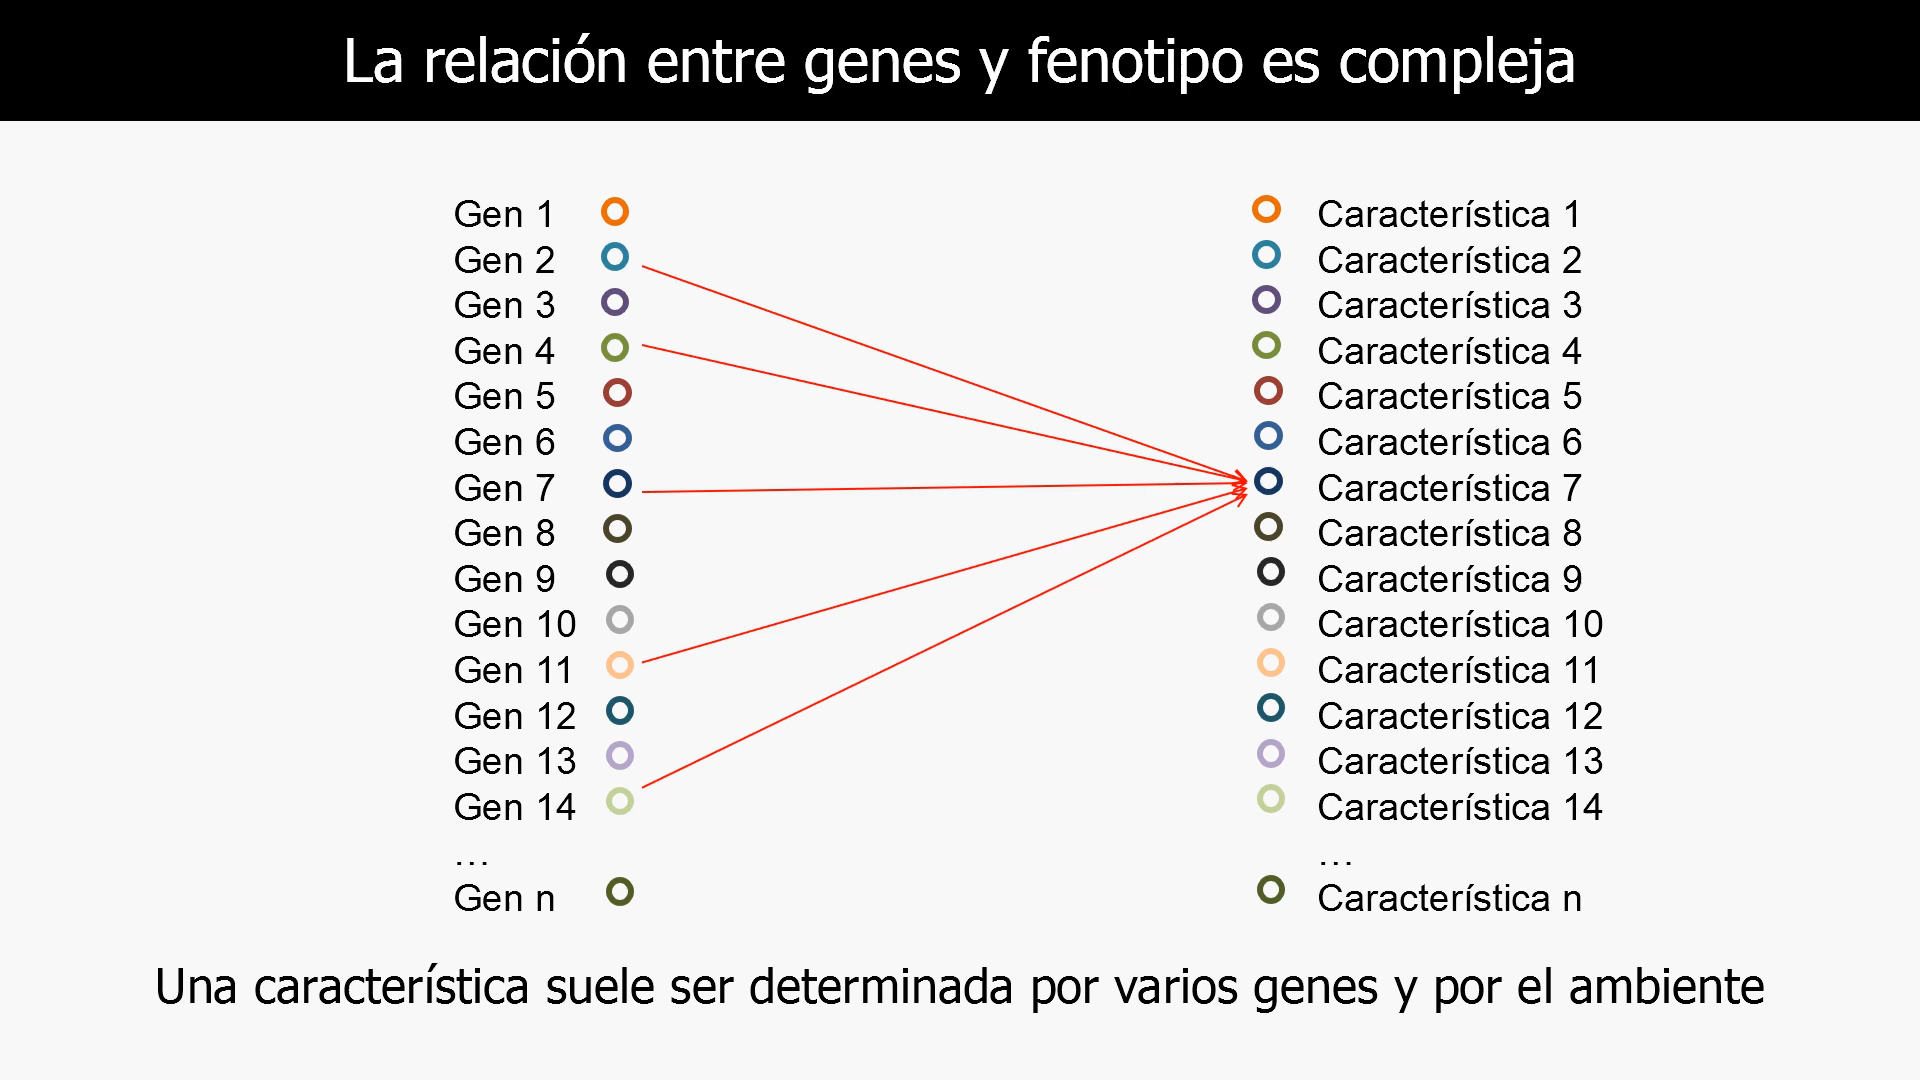 La relación entre genes y fenotipo es compleja
Gen 1
Gen 2
Gen 3
Gen 4
Gen 5
Gen 6
Gen 7
Gen 8
Gen 9
Gen 10
Gen 11
Gen 12
Gen 13
Gen 14
…
Gen n
Característica 1
Característica 2
Característica 3
Característica 4
Característica 5
Característica 6
Característica 7
Característica 8
Característica 9
Característica 10
Característica 11
Característica 12
Característica 13
Característica 14
…
Característica n
Una característica suele ser determinada por varios genes y por el ambiente